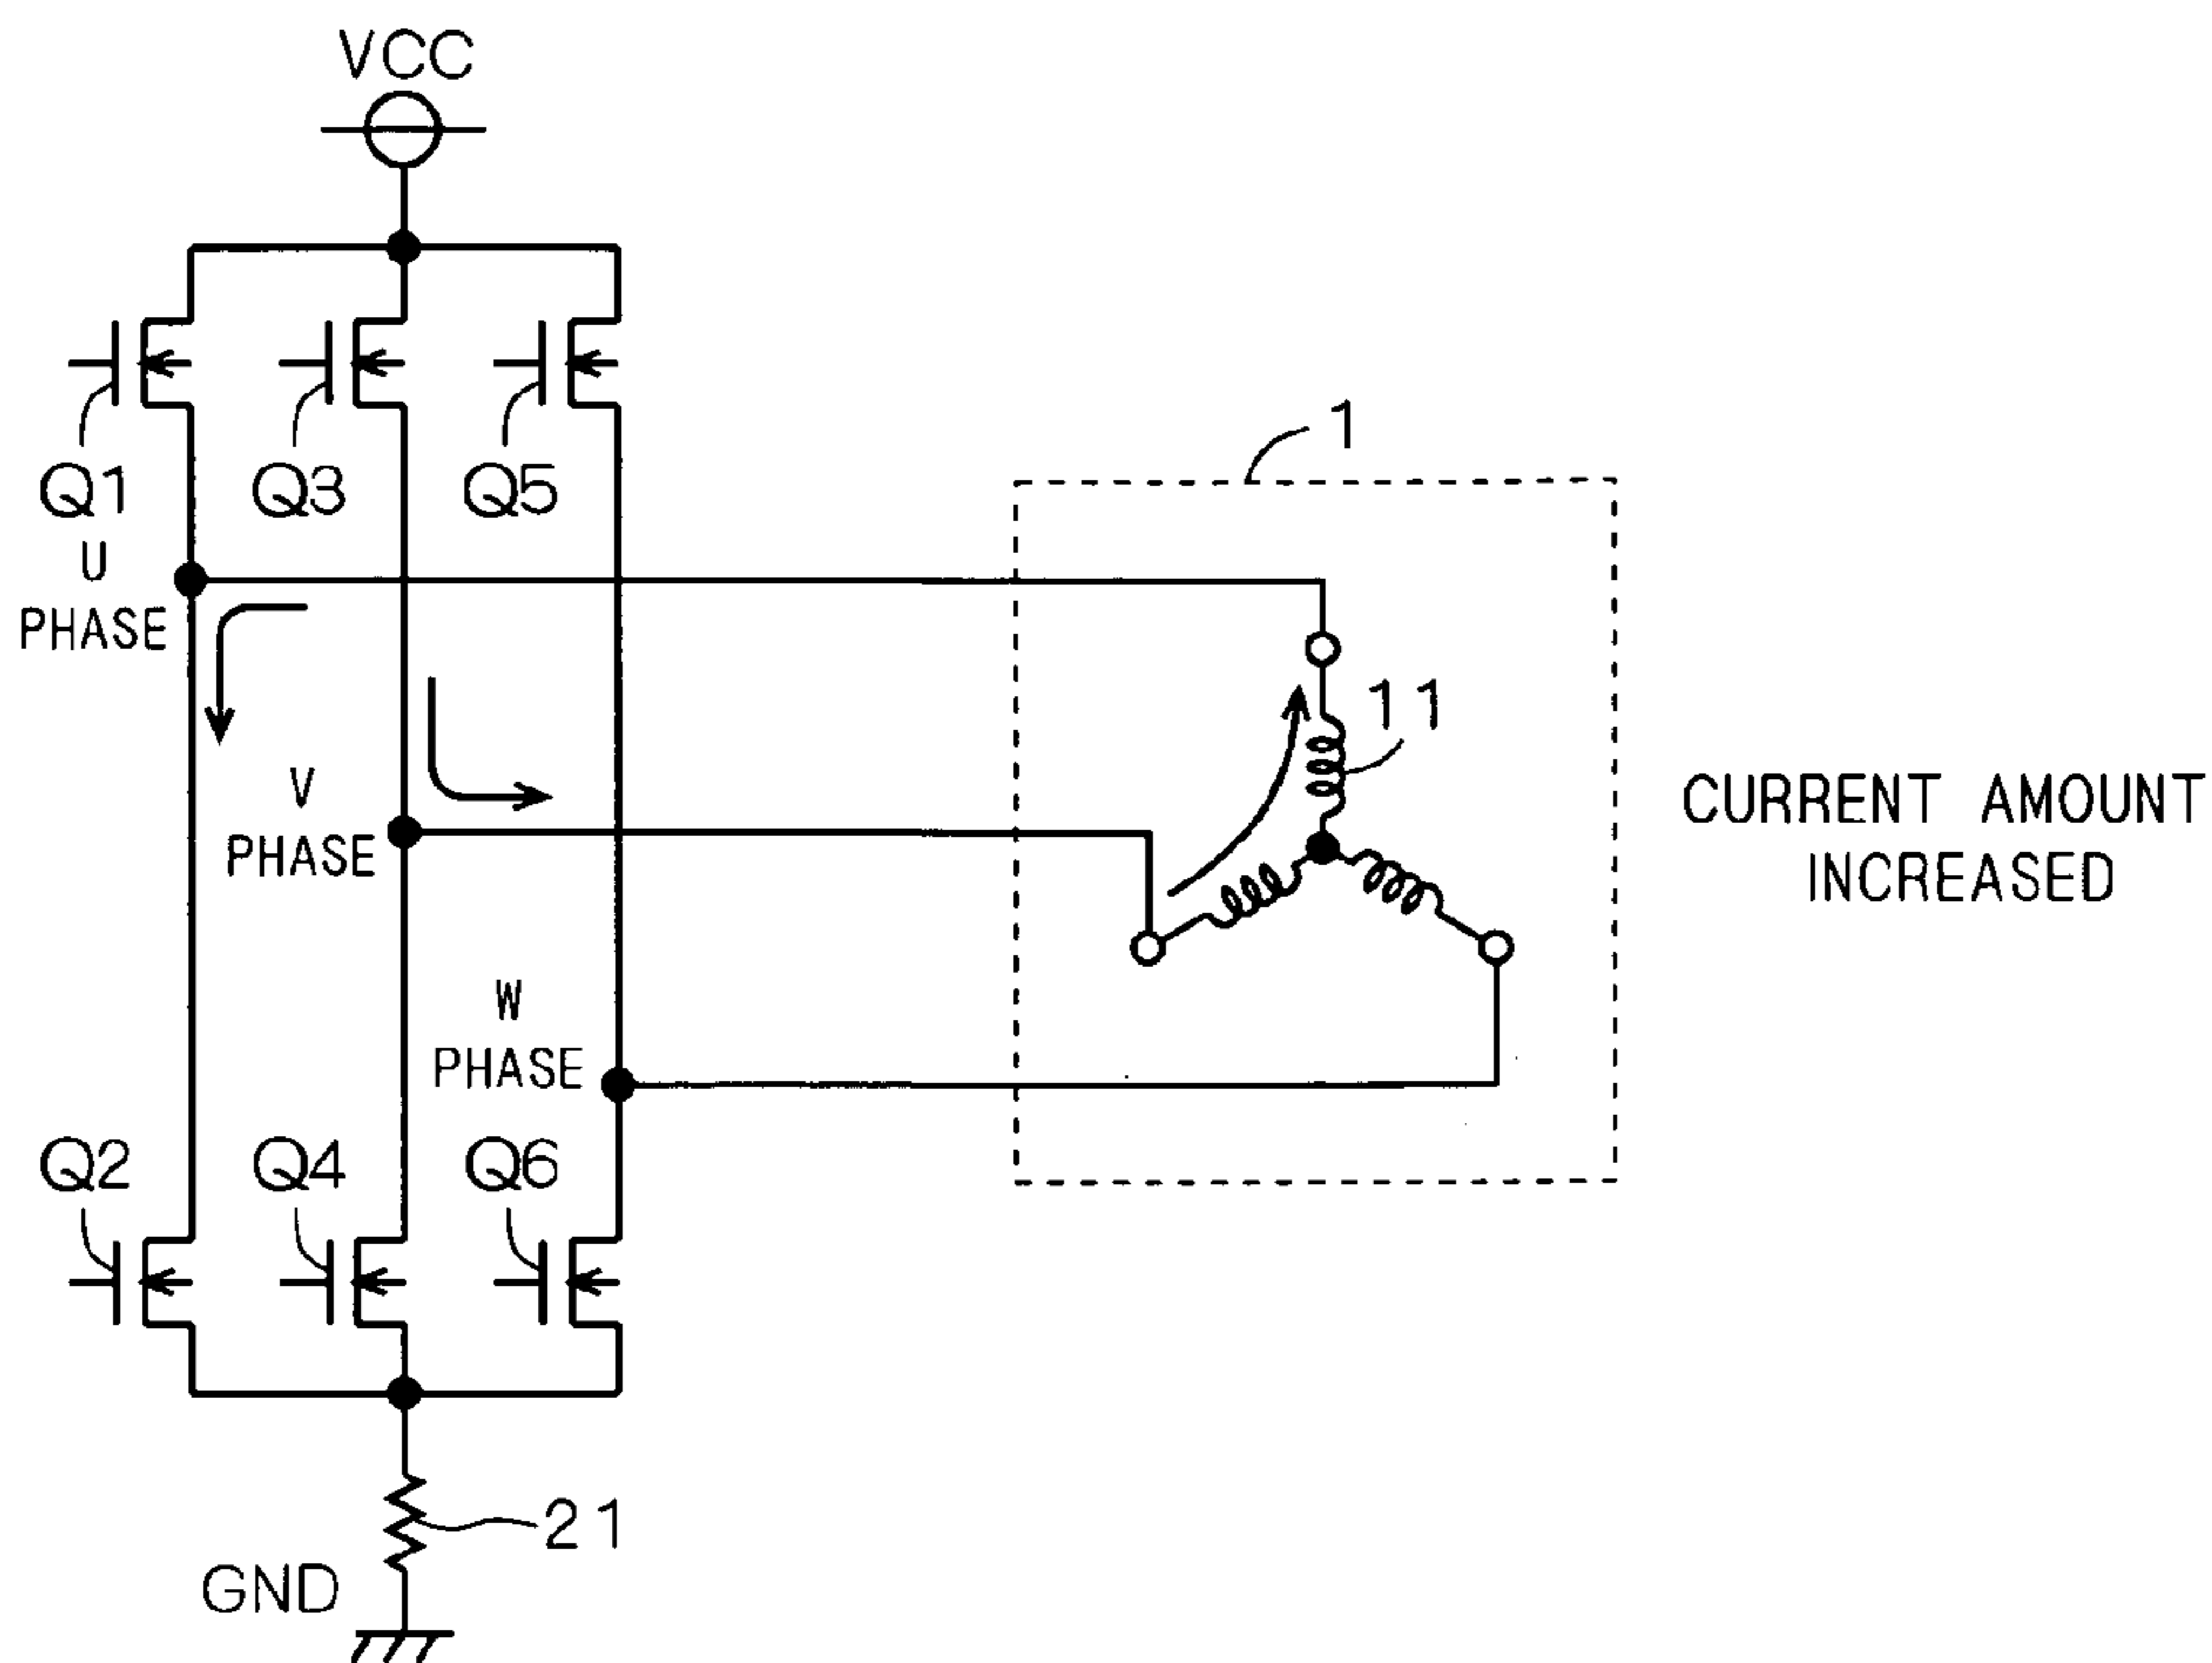 VCC
Q1
Q3
Q5
1
U
PHASE
11
V
PHASE
CURRENT AMOUNT
INCREASED
W
PHASE
Q2
Q4
Q6
21
GND